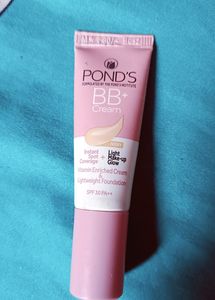 POND'S
FORMULATED BY THE POND'S INSTITUTE
BB+
Cream
Instant
Spot
Coverage
+
Light
Make-up
Glow
Vitamin Enriched Cream
&
Lightweight Foundation
SPF 30 PA++